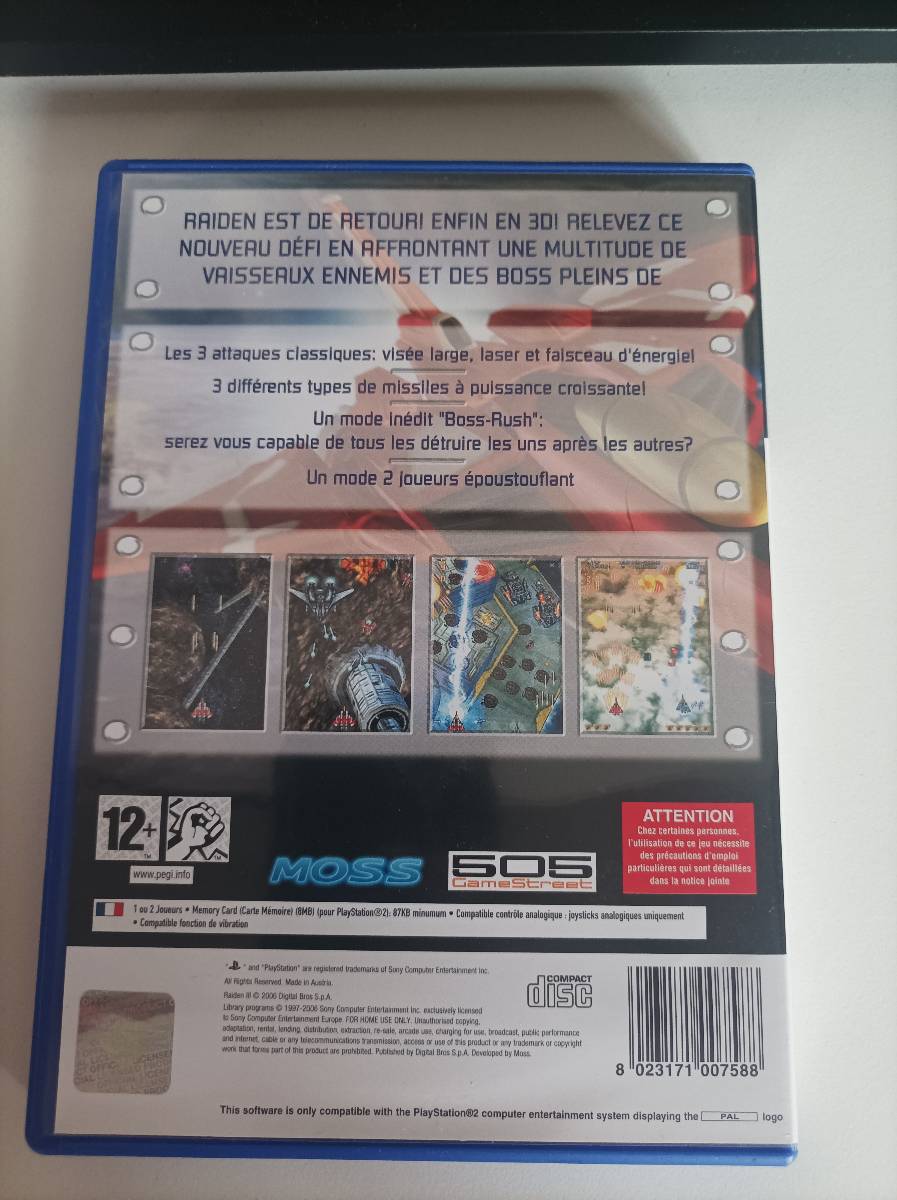 RAIDEN EST DE RETOUR! ENFIN EN 3D! RELEVEZ CE
NOUVEAU DÉFI EN AFFRONTANT UNE MULTITUDE DE
VAISSEAUX ENNEMIS ET DES BOSS PLEINS DE
Les 3 attaques classiques: visée large, laser et faisceau d'énergie!
3 différents types de missiles à puissance croissante!
Un mode inédit "Boss-Rush":
serez vous capable de tous les détruire les uns après les autres?
Un mode 2 joueurs époustouflant
12+
TM
TM
www.pegi.info
MOSS
505
GameStreet
ATTENTION
Chez certaines personnes,
l'utilisation de ce jeu nécessite
des précautions d'emploi
particulières qui sont détaillées
dans la notice jointe
1 ou 2 Joueurs • Memory Card (Carte Mémoire) (8MB) (pour PlayStation®2): 87KB minumum • Compatible contrôle analogique : joysticks analogiques uniquement
• Compatible fonction de vibration
" " and "PlayStation" are registered trademarks of Sony Computer Entertainment Inc.
All Rights Reserved. Made in Austria.
Raiden III © 2006 Digital Bros S.p.A.
Library programs © 1997-2006 Sony Computer Entertainment Inc. exclusively licensed
to Sony Computer Entertainment Europe. FOR HOME USE ONLY. Unauthorised copying,
adaptation, rental, lending, distribution, extraction, re-sale, arcade use, charging for use, broadcast, public performance
and internet, cable or any telecommunications transmission, access or use of this product or any trademark or copyright
work that forms part of this product are prohibited. Published by Digital Bros S.p.A. Developed by Moss.
COMPACT
disc
8 023171 007588
This software is only compatible with the PlayStation®2 computer entertainment system displaying the PAL logo